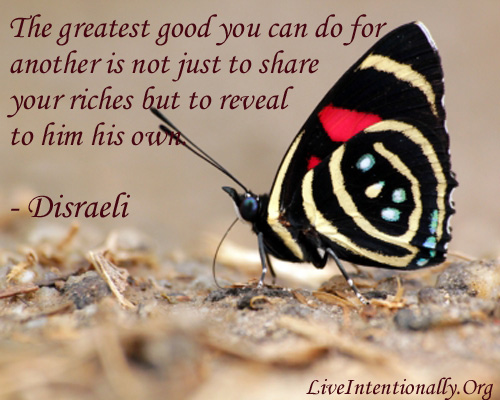 The greatest good you can do for
another is not just to share
your riches but to reveal
to him his own.
- Disraeli
LiveIntentionally.Org